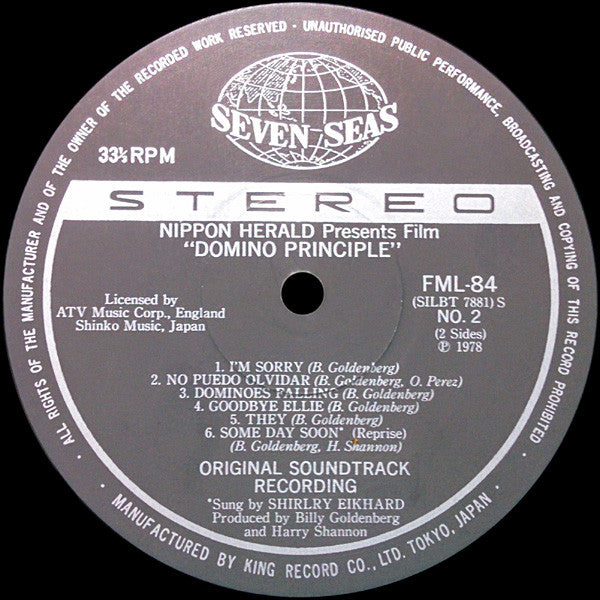 ALL RIGHTS OF THE MANUFACTURER AND OF THE OWNER OF THE RECORDED WORK RESERVED · UNAUTHORISED PUBLIC PERFORMANCE, BROADCASTING AND COPYING OF THIS RECORD PROHIBITED
SEVEN SEAS
33⅓ RPM
STEREO
NIPPON HERALD Presents Film
“DOMINO PRINCIPLE”
Licensed by
ATV Music Corp., England
Shinko Music, Japan
FML-84
(SILBT 7881) S
NO. 2
(2 Sides)
Ⓟ 1978
1. I'M SORRY (B. Goldenberg)
2. NO PUEDO OLVIDAR (B. Goldenberg, O. Perez)
3. DOMINOES FALLING (B. Goldenberg)
4. GOODBYE ELLIE (B. Goldenberg)
5. THEY (B. Goldenberg)
6. SOME DAY SOON* (Reprise)
(B. Goldenberg, H. Shannon)
ORIGINAL SOUNDTRACK
RECORDING
*Sung by SHIRLRY EIKHARD
Produced by Billy Goldenberg
and Harry Shannon
· MANUFACTURED BY KING RECORD CO., LTD. TOKYO, JAPAN ·